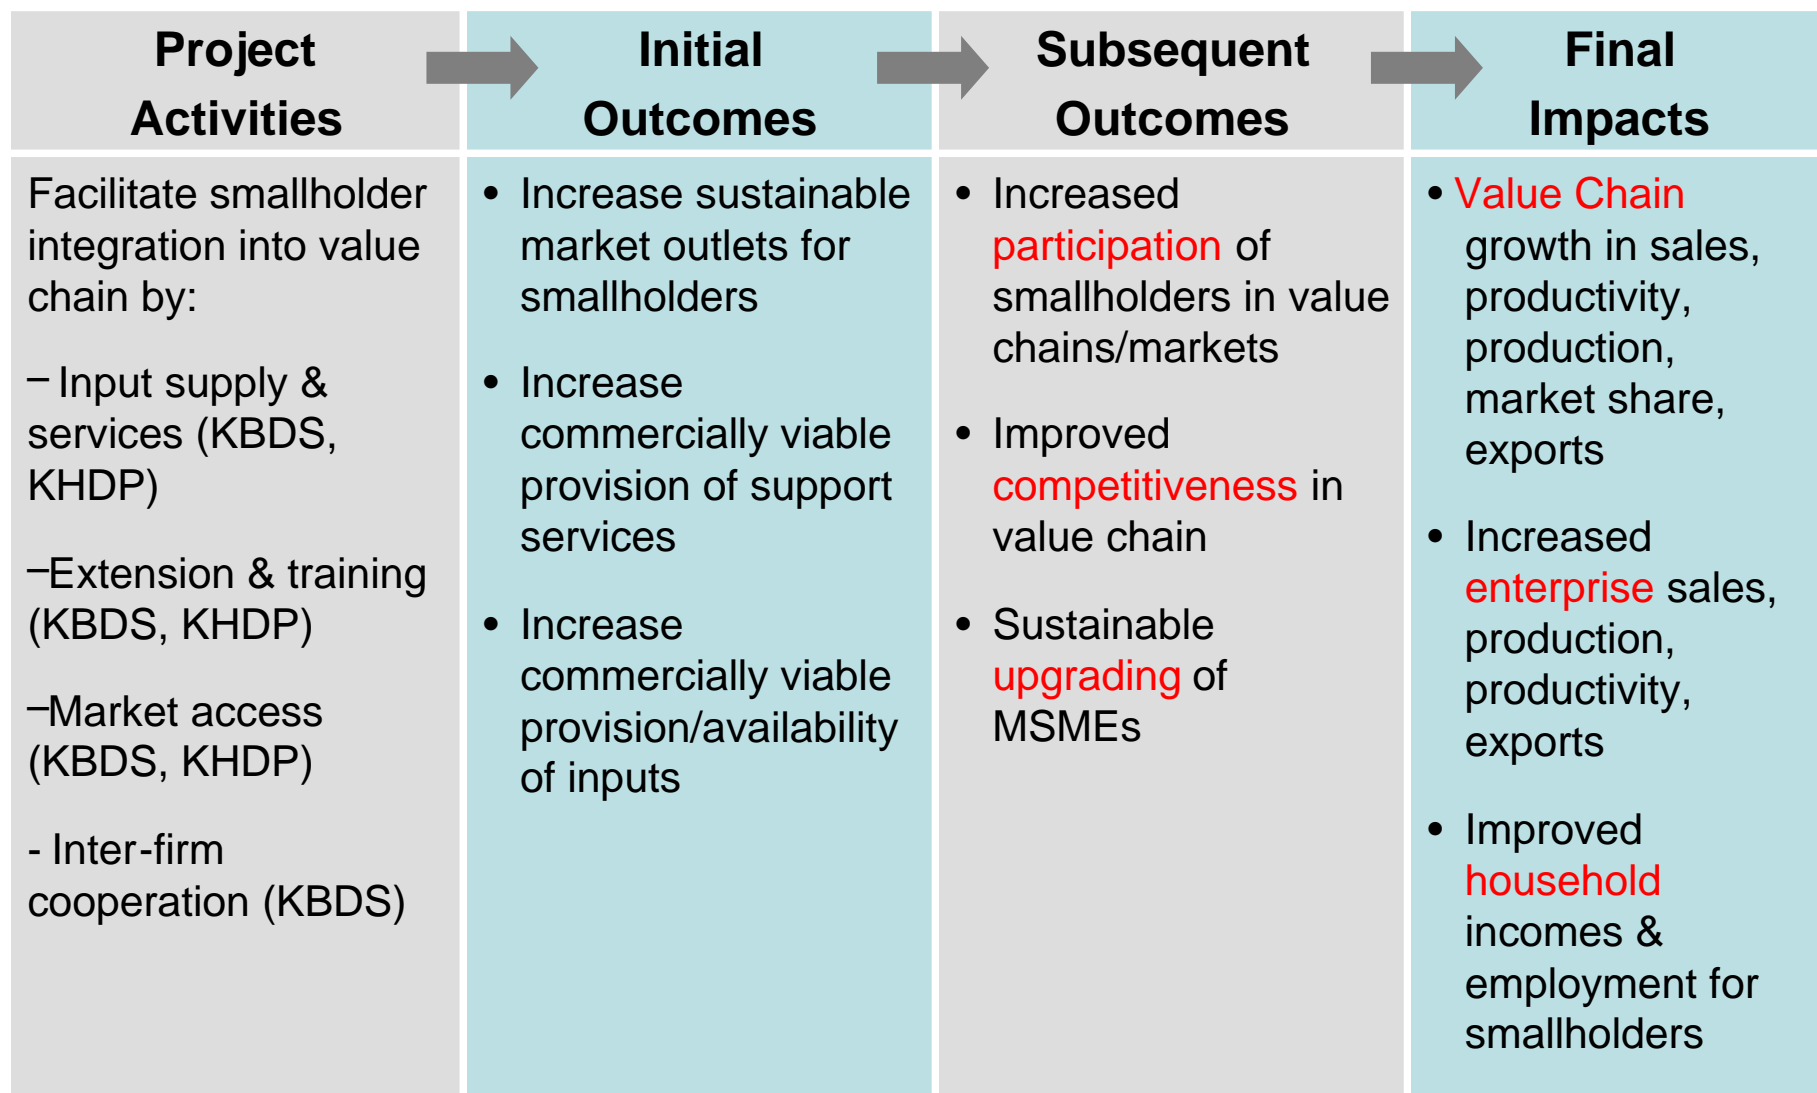 Project
Activities
Initial
Outcomes
Subsequent
Outcomes
Final
Impacts
Facilitate smallholder
integration into value
chain by:
– Input supply &
services (KBDS,
KHDP)
–Extension & training
(KBDS, KHDP)
–Market access
(KBDS, KHDP)
- Inter-firm
cooperation (KBDS)
• Increase sustainable
market outlets for
smallholders
• Increase
commercially viable
provision of support
services
• Increase
commercially viable
provision/availability
of inputs
• Increased
participation of
smallholders in value
chains/markets
• Improved
competitiveness in
value chain
• Sustainable
upgrading of
MSMEs
• Value Chain
growth in sales,
productivity,
production,
market share,
exports
• Increased
enterprise sales,
production,
productivity,
exports
• Improved
household
incomes &
employment for
smallholders